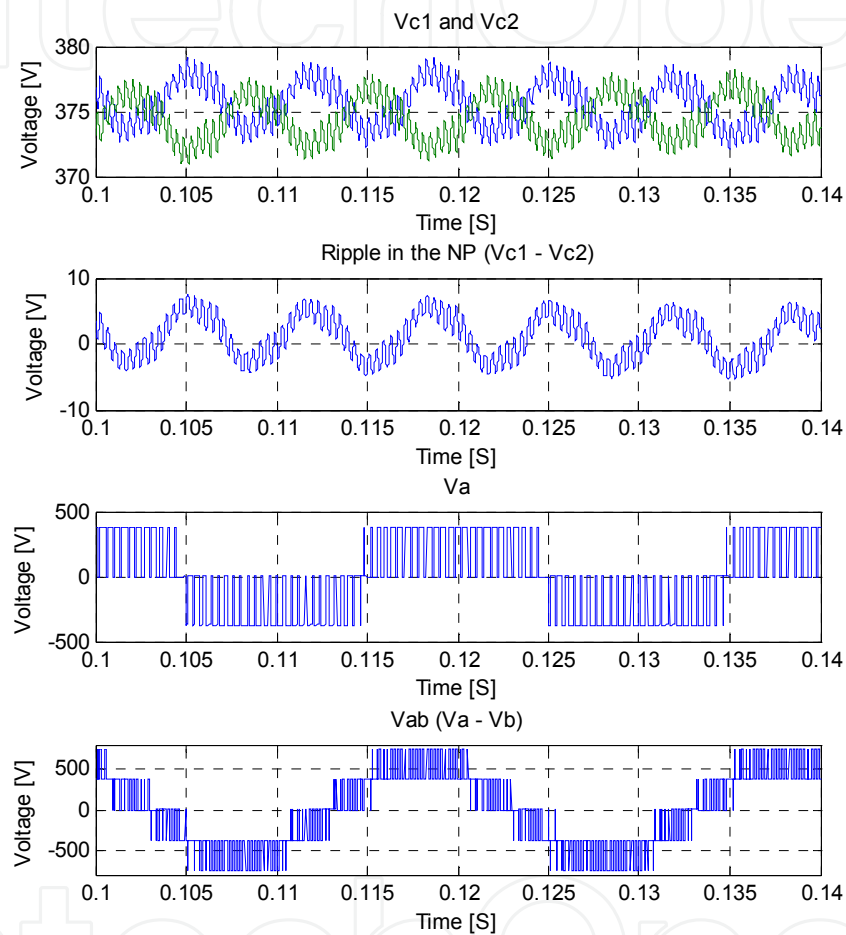 Vc1 and Vc2
Voltage [V]
380
375
370
0.1 0.105 0.11 0.115 0.12 0.125 0.13 0.135 0.14
Time [S]
Ripple in the NP (Vc1 - Vc2)
Voltage [V]
10
0
-10
0.1 0.105 0.11 0.115 0.12 0.125 0.13 0.135 0.14
Time [S]
Va
Voltage [V]
500
0
-500
0.1 0.105 0.11 0.115 0.12 0.125 0.13 0.135 0.14
Time [S]
Vab (Va - Vb)
Voltage [V]
500
0
-500
0.1 0.105 0.11 0.115 0.12 0.125 0.13 0.135 0.14
Time [S]